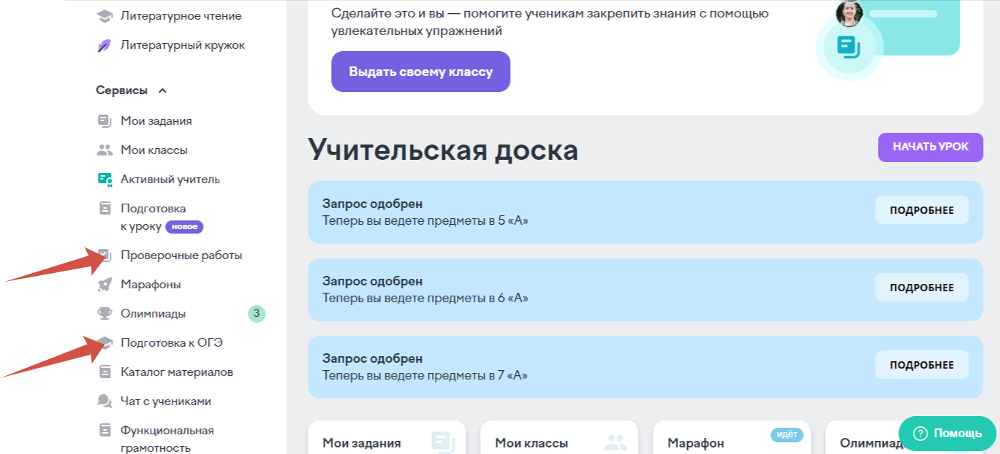 Литературное чтение
Литературный кружок
Сервисы
Мои задания
Мои классы
Активный учитель
Подготовка
к уроку новое
Проверочные работы
Марафоны
Олимпиады 3
Подготовка к ОГЭ
Каталог материалов
Чат с учениками
Функциональная
грамотность
Сделайте это и вы — помогите ученикам закрепить знания с помощью
увлекательных упражнений
Выдать своему классу
Учительская доска
НАЧАТЬ УРОК
Запрос одобрен
Теперь вы ведете предметы в 5 «А»
ПОДРОБНЕЕ
Запрос одобрен
Теперь вы ведете предметы в 6 «А»
ПОДРОБНЕЕ
Запрос одобрен
Теперь вы ведете предметы в 7 «А»
ПОДРОБНЕЕ
Мои задания
Мои классы
Марафон
идёт
Олимпиад
Помощь